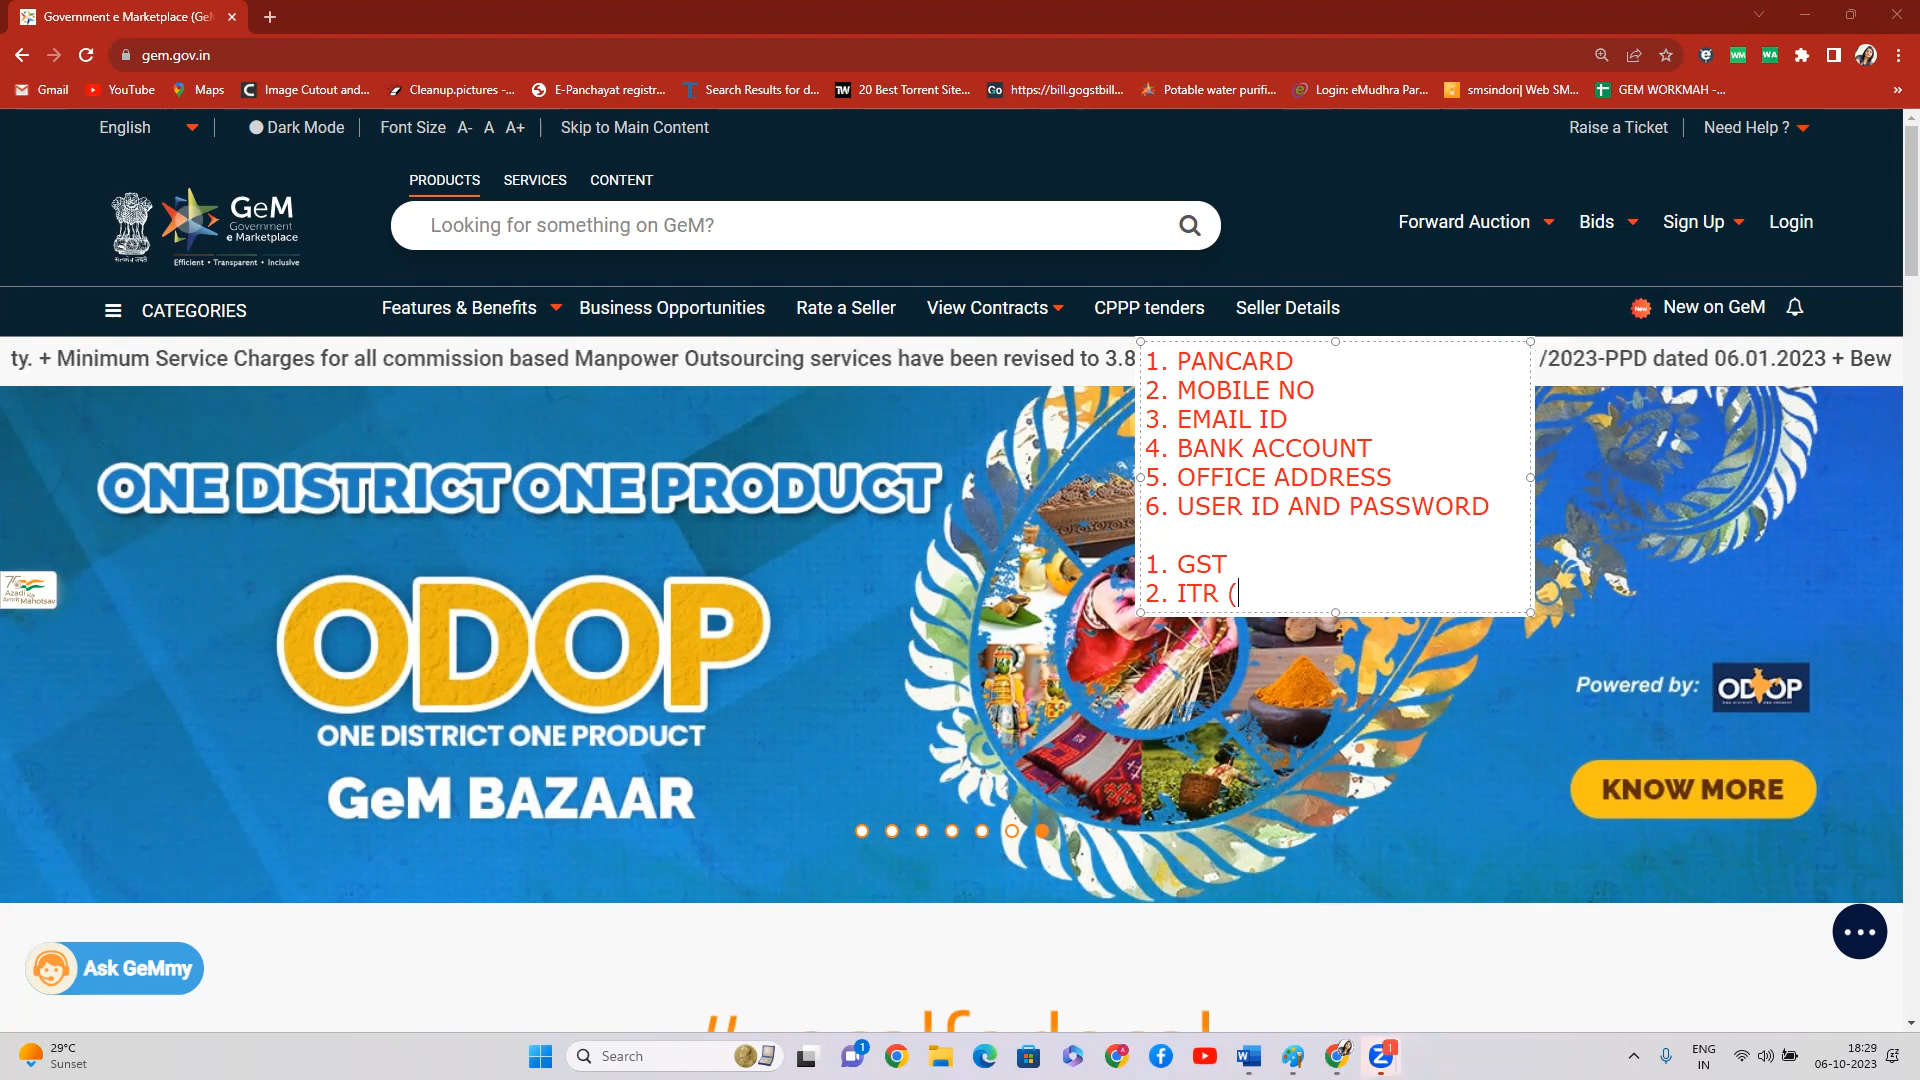 Government e Marketplace (Ge
gem.gov.in
Gmail YouTube Maps Image Cutout and... Cleanup.pictures -... E-Panchayat registr... Search Results for d... 20 Best Torrent Site... https://bill.gogstbill... Potable water purifi... Login: eMudhra Par... smsindori| Web SM... GEM WORKMAH -... »
English Dark Mode Font Size A- A A+ Skip to Main Content Raise a Ticket Need Help ?
PRODUCTS SERVICES CONTENT
GeM
Government
e Marketplace
Efficient • Transparent • Inclusive
Looking for something on GeM?
Forward Auction Bids Sign Up Login
CATEGORIES Features & Benefits Business Opportunities Rate a Seller View Contracts CPPP tenders Seller Details New on GeM
ty. + Minimum Service Charges for all commission based Manpower Outsourcing services have been revised to 3.8
/2023-PPD dated 06.01.2023 + Bew
1. PANCARD
2. MOBILE NO
3. EMAIL ID
4. BANK ACCOUNT
5. OFFICE ADDRESS
6. USER ID AND PASSWORD
1. GST
2. ITR (
ONE DISTRICT ONE PRODUCT
ODOP
ONE DISTRICT ONE PRODUCT
GeM BAZAAR
Azadi Ka
Amrit Mahotsav
Powered by: ODOP
KNOW MORE
Ask GeMmy
29°C
Sunset
Search
ENG
IN
18:29
06-10-2023